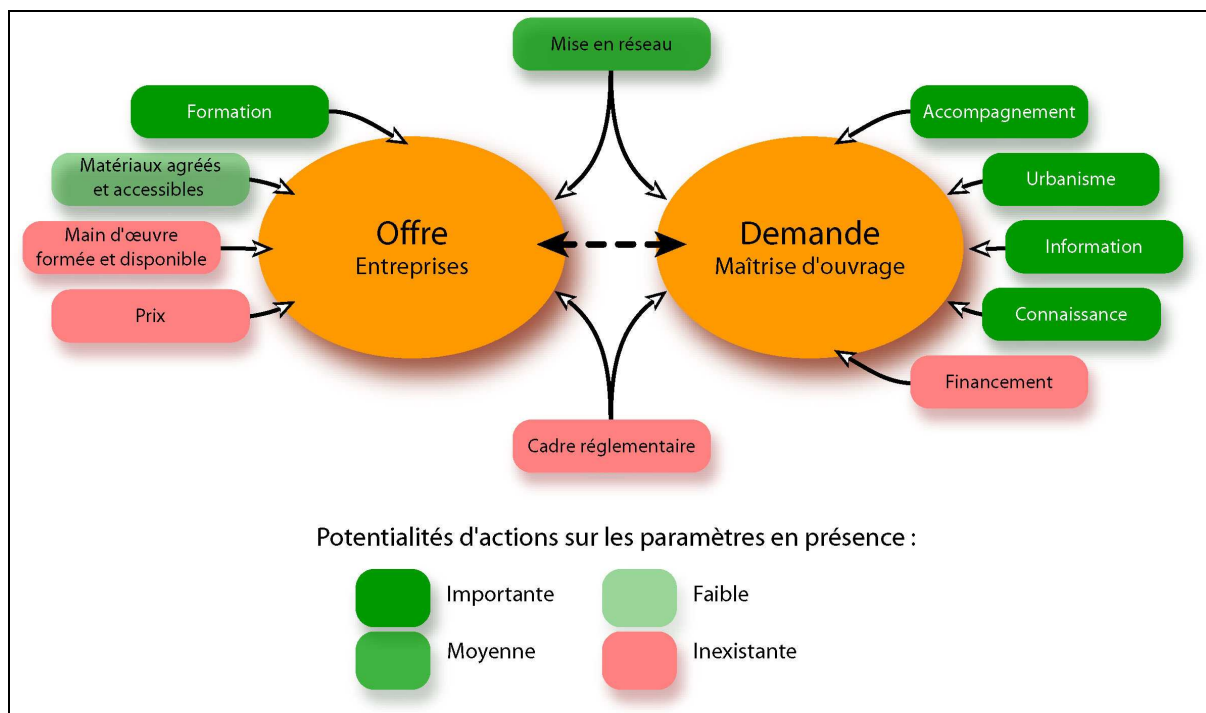 Mise en réseau
Formation
Accompagnement
Matériaux agréés
et accessibles
Urbanisme
Main d'œuvre
formée et disponible
Offre
Entreprises
Demande
Maîtrise d'ouvrage
Information
Prix
Connaissance
Financement
Cadre réglementaire
Potentialités d'actions sur les paramètres en présence :
Importante
Faible
Moyenne
Inexistante